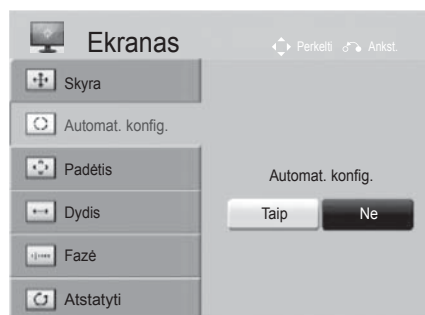 Ekranas
Perkelti Ankst.
Skyra
Automat. konfig.
Padėtis
Dydis
Fazė
Atstatyti
Automat. konfig.
Taip Ne